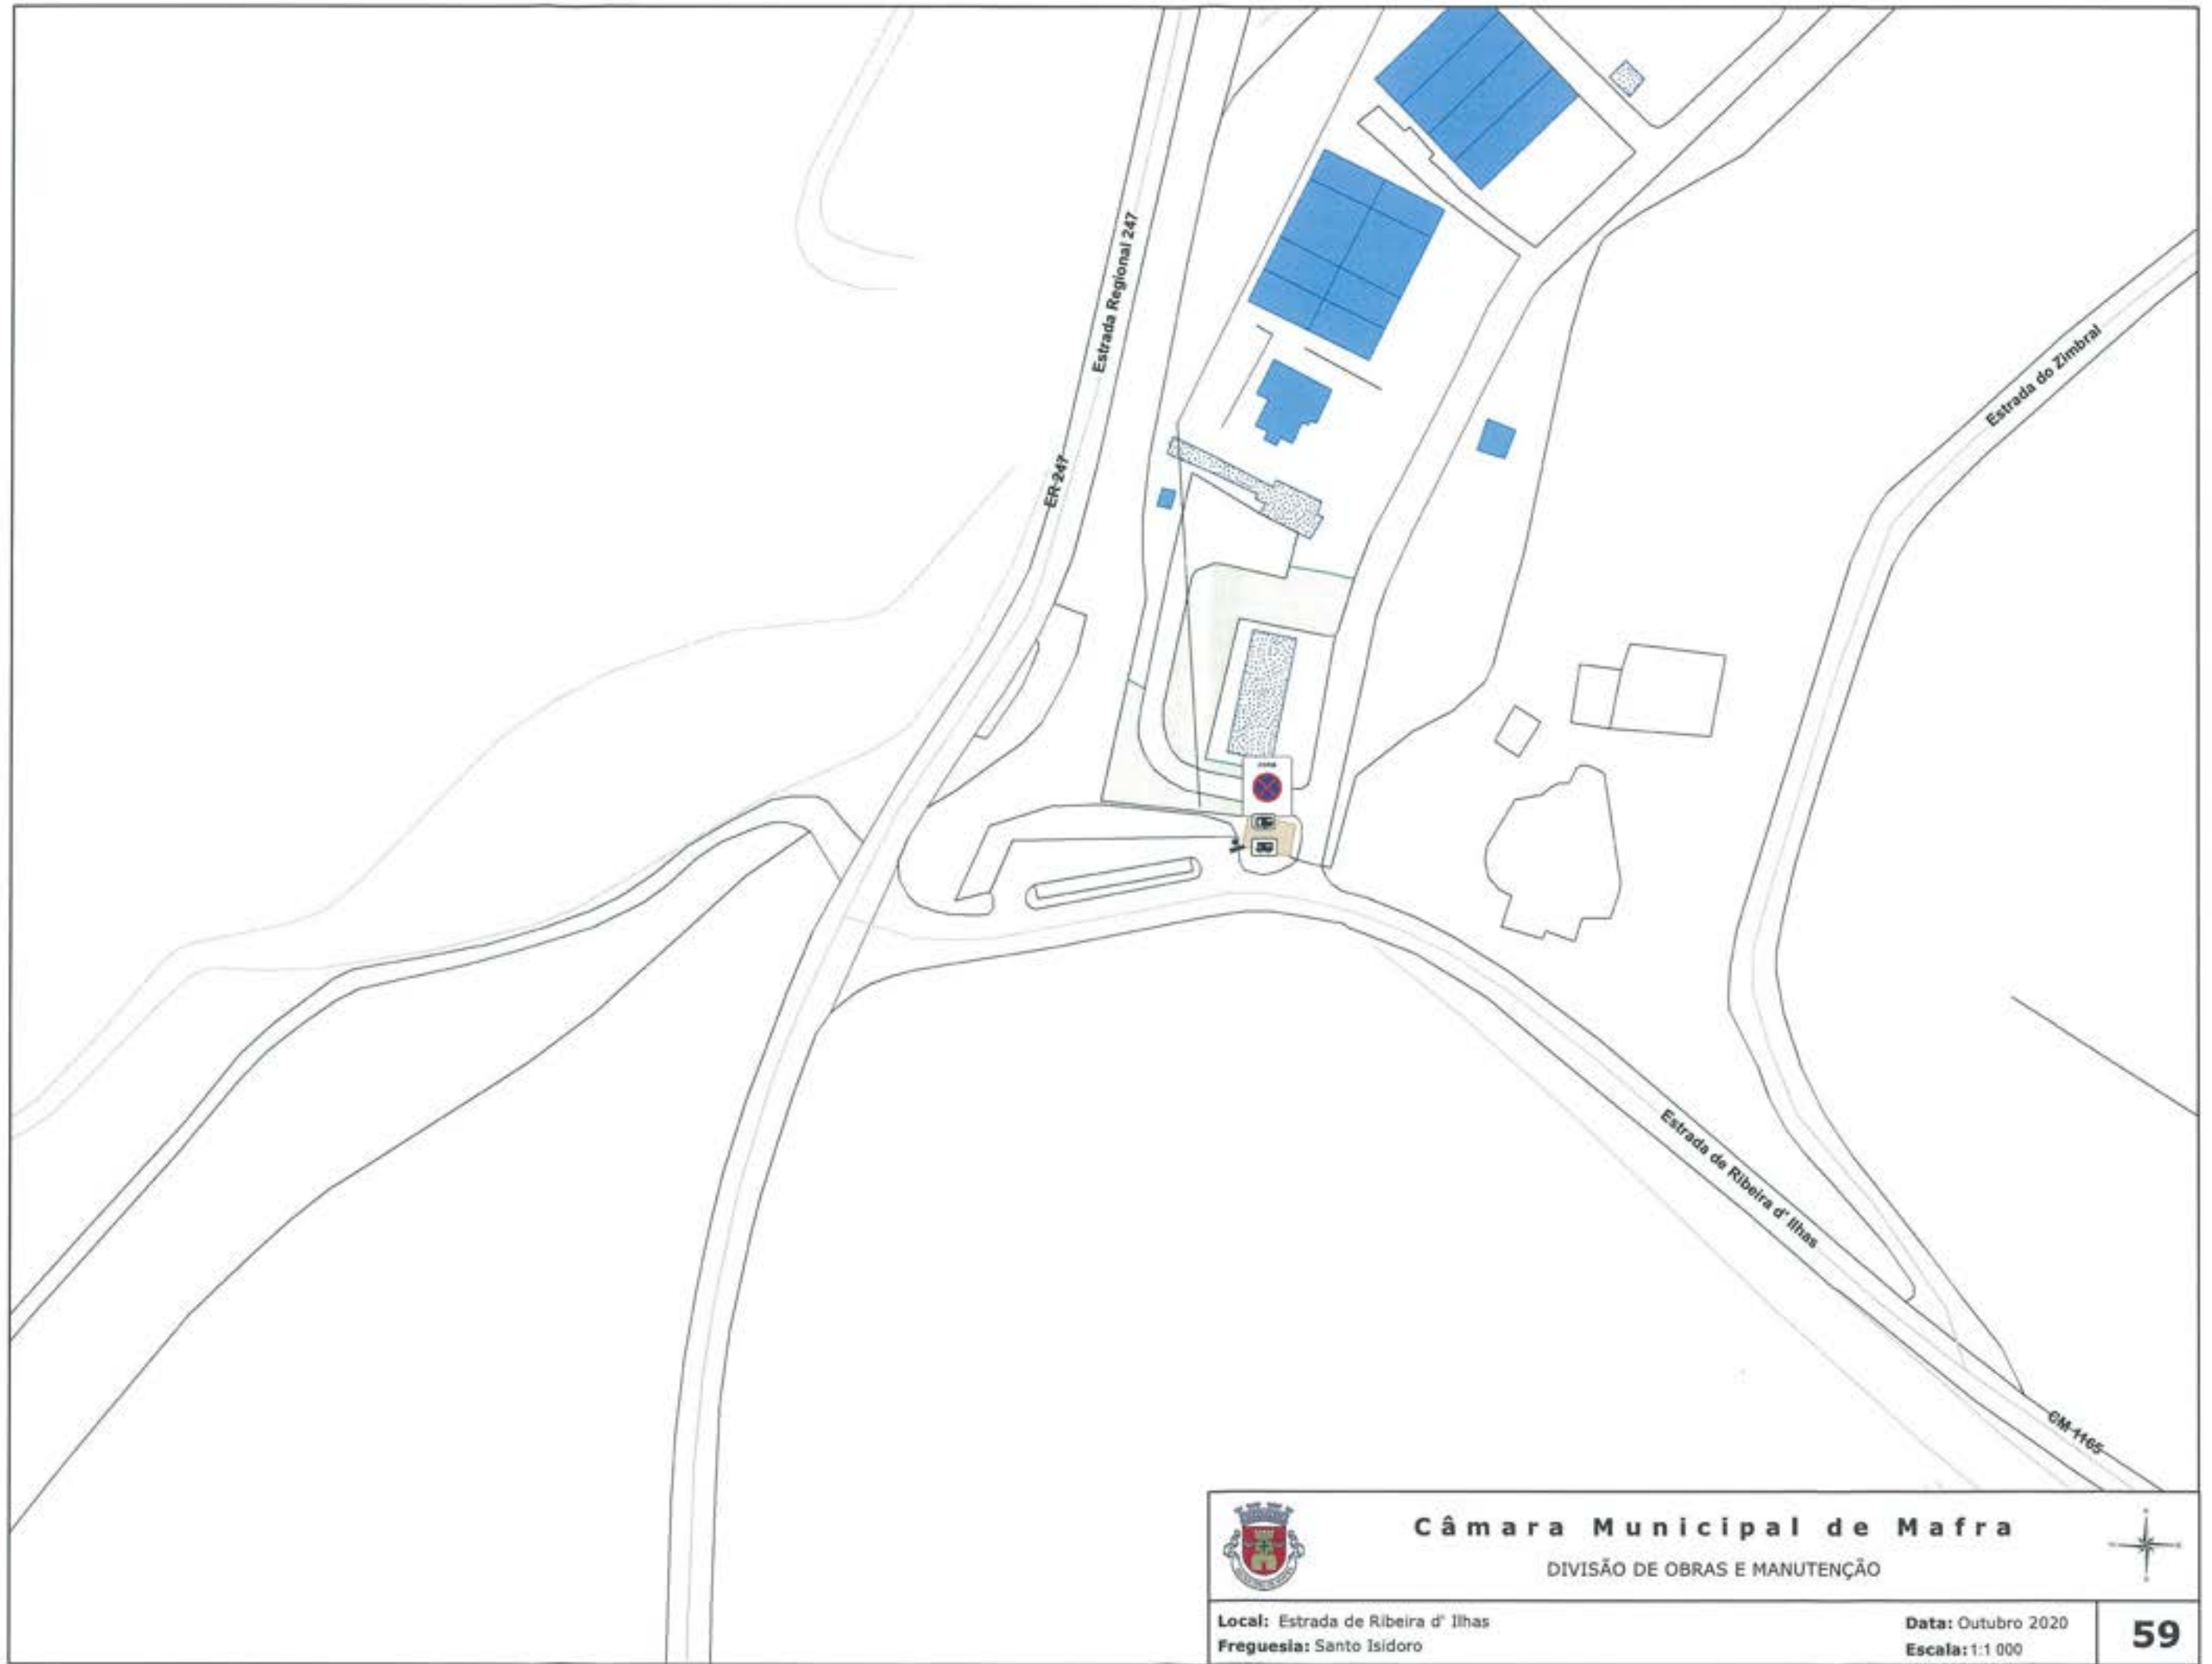 Estrada Regional 247
ER 247
Estrada do Zimbral
Estrada de Ribeira d' Ilhas
CM 1165
Câmara Municipal de Mafra
DIVISÃO DE OBRAS E MANUTENÇÃO
Local: Estrada de Ribeira d' Ilhas
Freguesia: Santo Isidoro
Data: Outubro 2020
Escala: 1:1 000
59